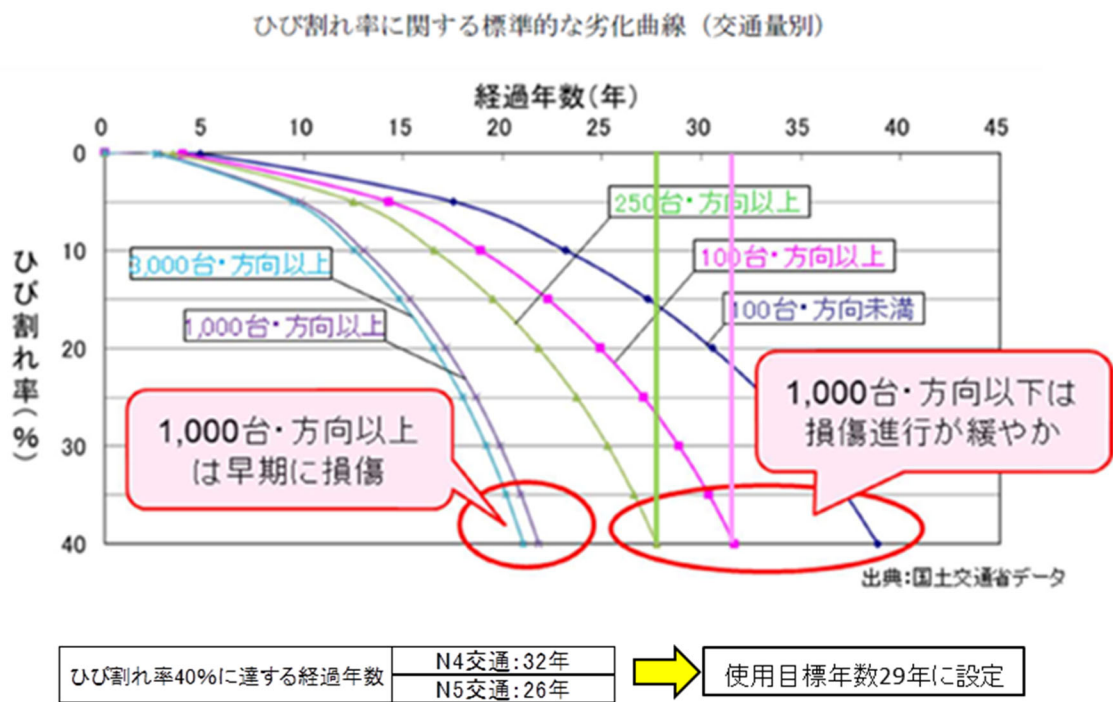 ひび割れ率に関する標準的な劣化曲線（交通量別）
経過年数(年)
0 5 10 15 20 25 30 35 40 45
ひび割れ率(%)
0
10
20
30
40
250台・方向以上
100台・方向以上
100台・方向未満
3,000台・方向以上
1,000台・方向以上
1,000台・方向以上
は早期に損傷
1,000台・方向以下は
損傷進行が緩やか
出典：国土交通省データ
ひび割れ率40%に達する経過年数
N4交通：32年
N5交通：26年
使用目標年数29年に設定